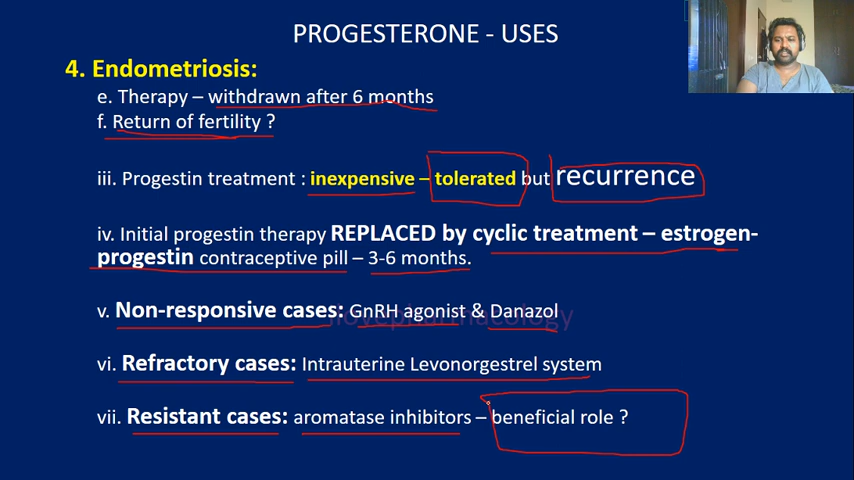 PROGESTERONE - USES
4. Endometriosis:
e. Therapy – withdrawn after 6 months
f. Return of fertility ?
iii. Progestin treatment : inexpensive – tolerated but recurrence
iv. Initial progestin therapy REPLACED by cyclic treatment – estrogen-
progestin contraceptive pill – 3-6 months.
v. Non-responsive cases: GnRH agonist & Danazol
ilovepharmacology
vi. Refractory cases: Intrauterine Levonorgestrel system
vii. Resistant cases: aromatase inhibitors – beneficial role ?